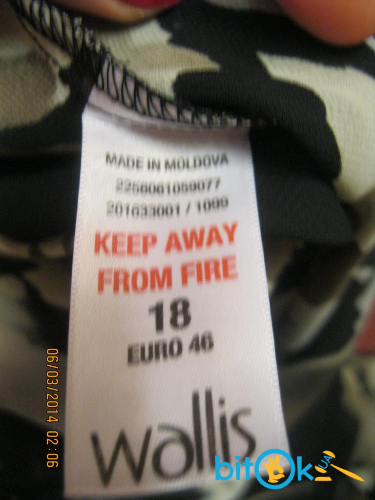 MADE IN MOLDOVA
2256061059077
201633001 / 1099
KEEP AWAY
FROM FIRE
18
EURO 46
wallis
06/03/2014 02:06
bitOk UA